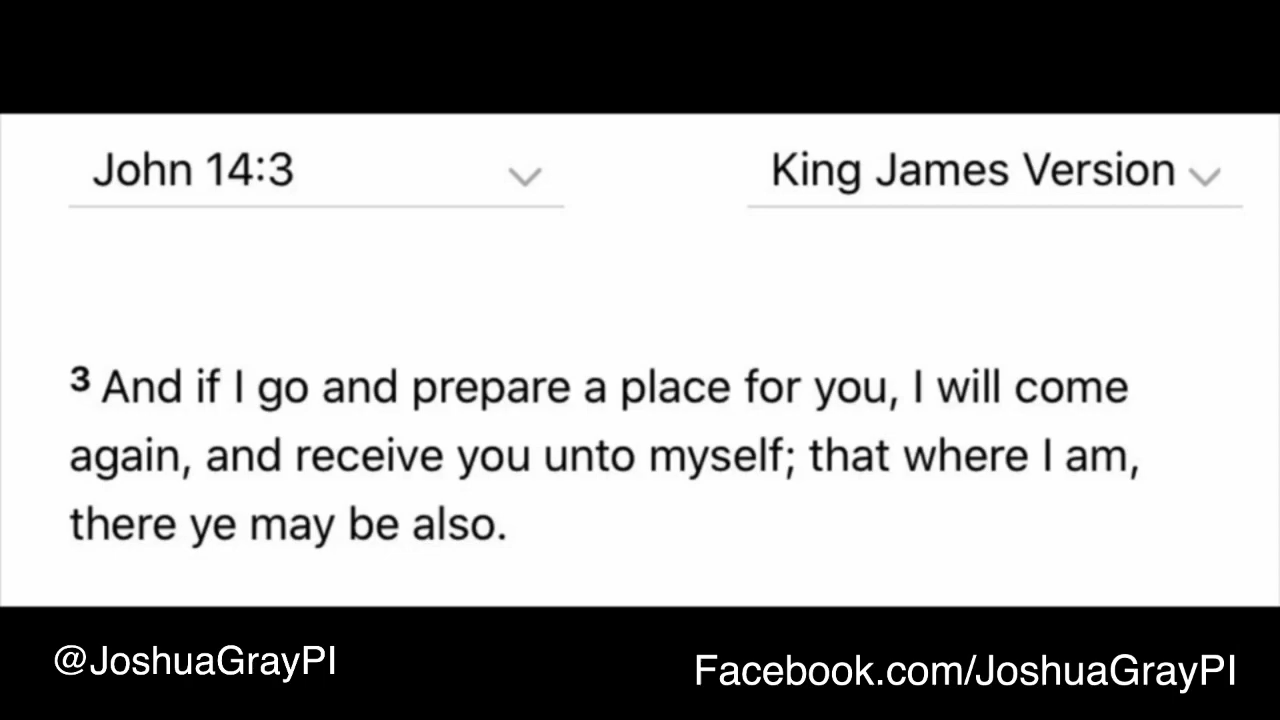 John 14:3
King James Version
3 And if I go and prepare a place for you, I will come
again, and receive you unto myself; that where I am,
there ye may be also.
@JoshuaGrayPI
Facebook.com/JoshuaGrayPI